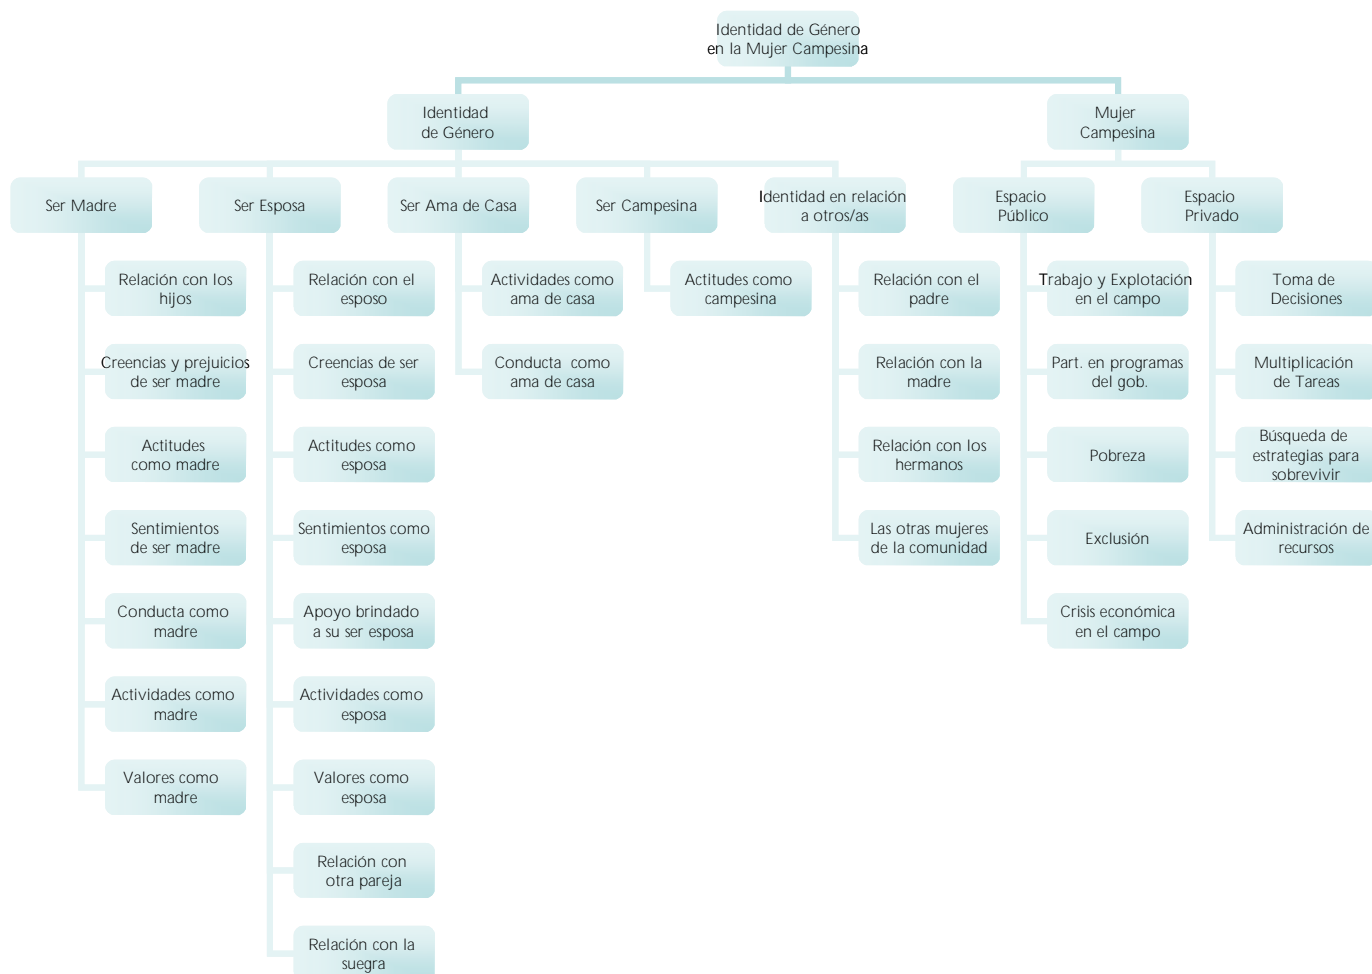 Identidad de Género
en la Mujer Campesina
Identidad
de Género
Mujer
Campesina
Ser Madre
Ser Esposa
Ser Ama de Casa
Ser Campesina
Identidad en relación
a otros/as
Espacio
Público
Espacio
Privado
Relación con los
hijos
Creencias y prejuicios
de ser madre
Actitudes
como madre
Sentimientos
de ser madre
Conducta como
madre
Actividades como
madre
Valores como
madre
Relación con el
esposo
Creencias de ser
esposa
Actitudes como
esposa
Sentimientos como
esposa
Apoyo brindado
a su ser esposa
Actividades como
esposa
Valores como
esposa
Relación con
otra pareja
Relación con la
suegra
Actividades como
ama de casa
Conducta como
ama de casa
Actitudes como
campesina
Relación con el
padre
Relación con la
madre
Relación con los
hermanos
Las otras mujeres
de la comunidad
Trabajo y Explotación
en el campo
Part. en programas
del gob.
Pobreza
Exclusión
Crisis económica
en el campo
Toma de
Decisiones
Multiplicación
de Tareas
Búsqueda de
estrategias para
sobrevivir
Administración de
recursos